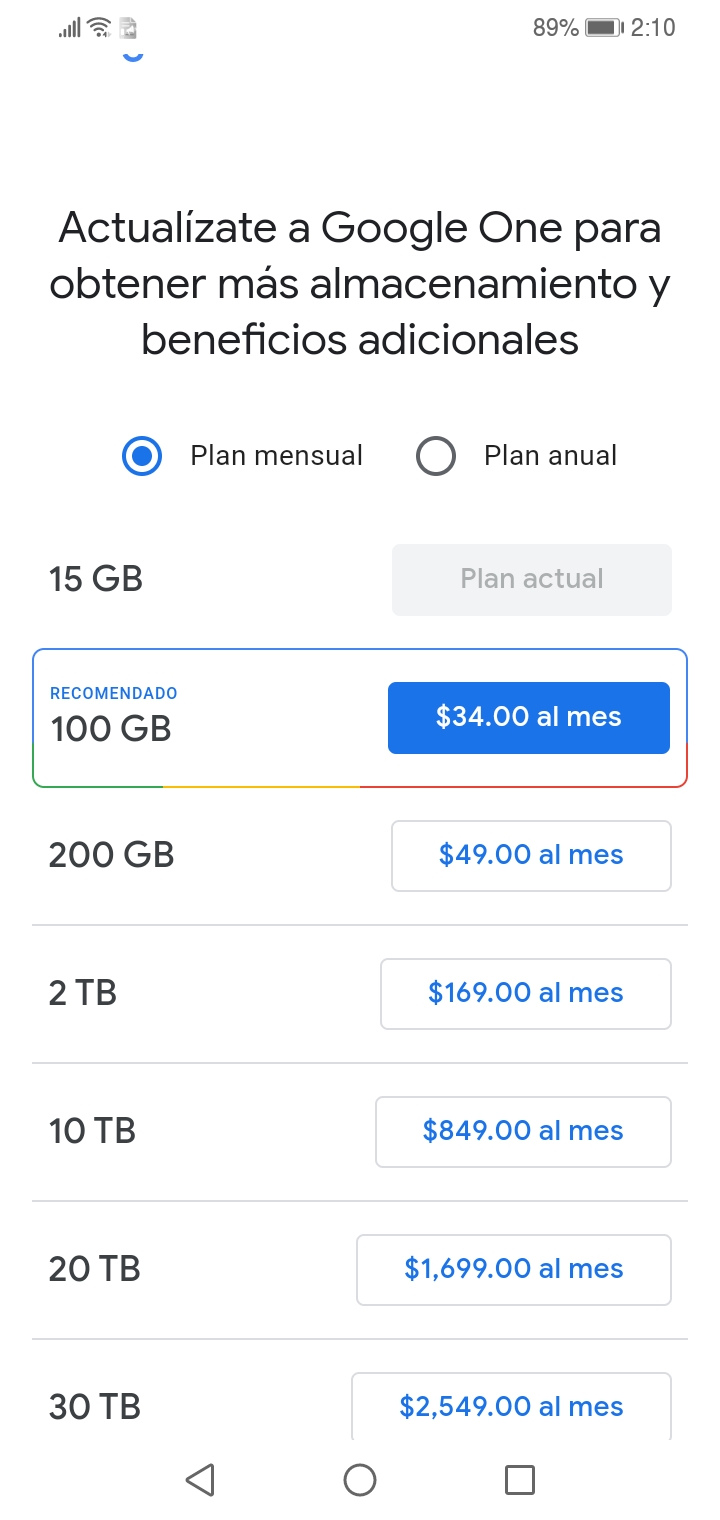 89% 2:10
Actualízate a Google One para
obtener más almacenamiento y
beneficios adicionales
Plan mensual Plan anual
15 GB Plan actual
RECOMENDADO
100 GB $34.00 al mes
200 GB $49.00 al mes
2 TB $169.00 al mes
10 TB $849.00 al mes
20 TB $1,699.00 al mes
30 TB $2,549.00 al mes